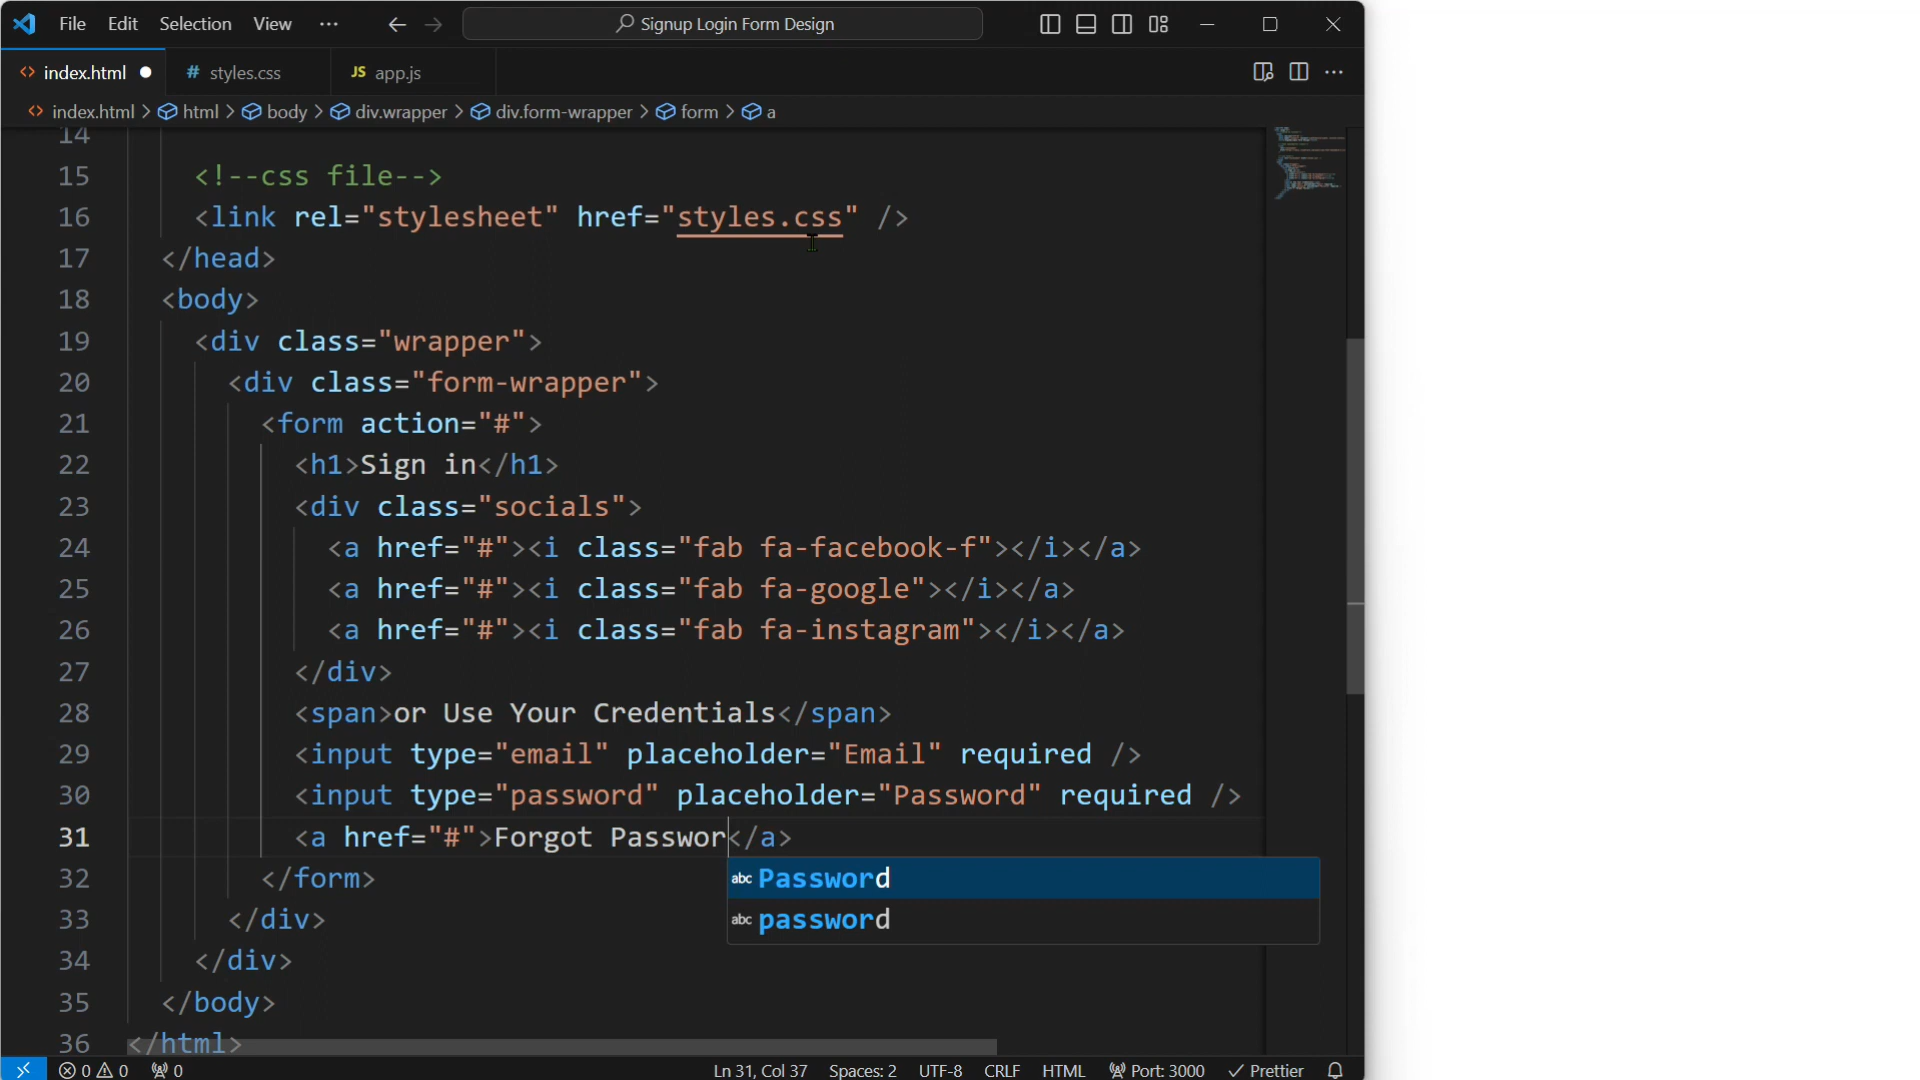 File Edit Selection View ··· Signup Login Form Design
index.html # styles.css JS app.js
index.html > html > body > div.wrapper > div.form-wrapper > form > a
14
15 <!--css file-->
16 <link rel="stylesheet" href="styles.css" />
17 </head>
18 <body>
19 <div class="wrapper">
20 <div class="form-wrapper">
21 <form action="#">
22 <h1>Sign in</h1>
23 <div class="socials">
24 <a href="#"><i class="fab fa-facebook-f"></i></a>
25 <a href="#"><i class="fab fa-google"></i></a>
26 <a href="#"><i class="fab fa-instagram"></i></a>
27 </div>
28 <span>or Use Your Credentials</span>
29 <input type="email" placeholder="Email" required />
30 <input type="password" placeholder="Password" required />
31 <a href="#">Forgot Passwor</a>
abc Password
32 </form>
abc password
33 </div>
34 </div>
35 </body>
36 </html>
0 0 0 Ln 31, Col 37 Spaces: 2 UTF-8 CRLF HTML Port: 3000 Prettier